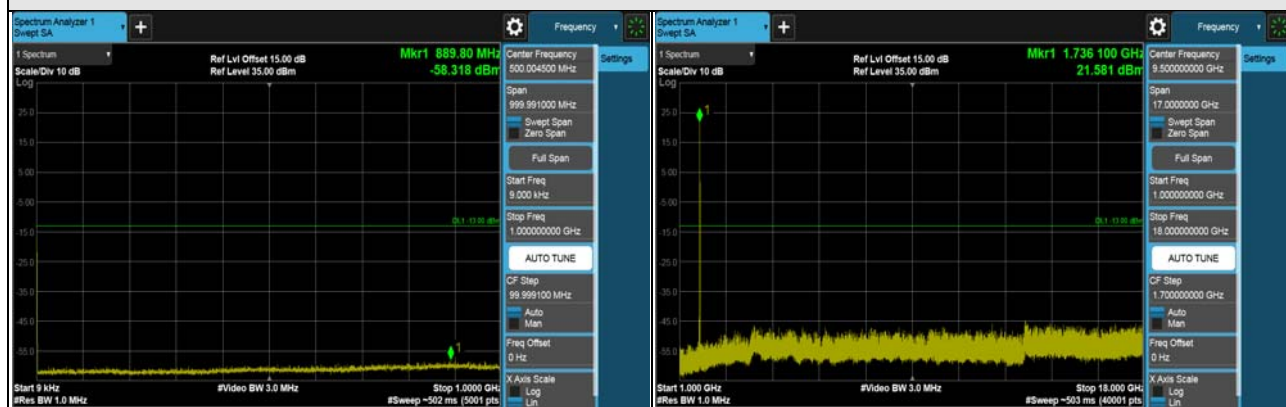 Spectrum Analyzer 1
Swept SA
+
Frequency
1 Spectrum
Scale/Div 10 dB
Log
Ref Lvl Offset 15.00 dB
Ref Level 35.00 dBm
Mkr1 889.80 MHz
-58.318 dBm
25.0
15.0
5.00
-5.00
-15.0
-25.0
-35.0
-45.0
-55.0
DL1 -13.00 dBm
1
Start 9 kHz
#Res BW 1.0 MHz
#Video BW 3.0 MHz
Stop 1.0000 GHz
#Sweep ~502 ms (5001 pts
Center Frequency
500.004500 MHz
Span
999.991000 MHz
Swept Span
Zero Span
Full Span
Start Freq
9.000 kHz
Stop Freq
1.000000000 GHz
AUTO TUNE
CF Step
99.999100 MHz
Auto
Man
Freq Offset
0 Hz
X Axis Scale
Log
Lin
Settings
Spectrum Analyzer 1
Swept SA
+
Frequency
1 Spectrum
Scale/Div 10 dB
Log
Ref Lvl Offset 15.00 dB
Ref Level 35.00 dBm
Mkr1 1.736 100 GHz
21.581 dBm
25.0
15.0
5.00
-5.00
-15.0
-25.0
-35.0
-45.0
-55.0
DL1 -13.00 dBm
1
Start 1.000 GHz
#Res BW 1.0 MHz
#Video BW 3.0 MHz
Stop 18.000 GHz
#Sweep ~503 ms (40001 pts
Center Frequency
9.500000000 GHz
Span
17.0000000 GHz
Swept Span
Zero Span
Full Span
Start Freq
1.000000000 GHz
Stop Freq
18.000000000 GHz
AUTO TUNE
CF Step
1.700000000 GHz
Auto
Man
Freq Offset
0 Hz
X Axis Scale
Log
Lin
Settings